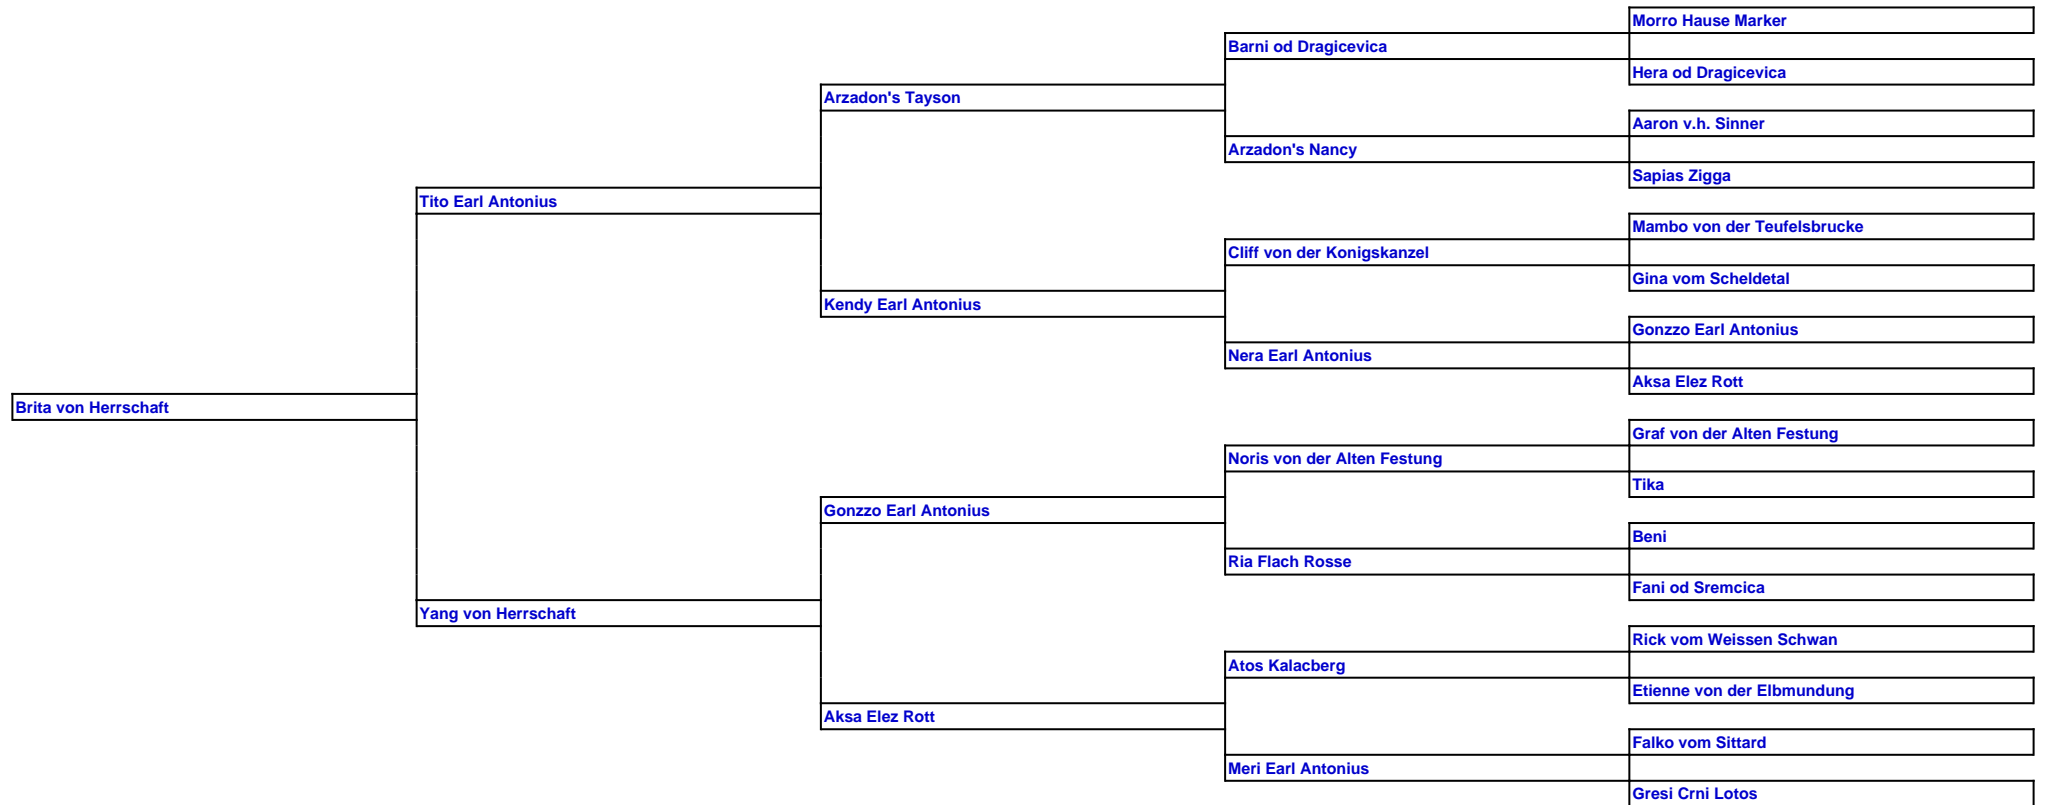 Morro Hause Marker
Barni od Dragicevica
Hera od Dragicevica
Arzadon's Tayson
Aaron v.h. Sinner
Arzadon's Nancy
Sapias Zigga
Tito Earl Antonius
Mambo von der Teufelsbrucke
Cliff von der Konigskanzel
Gina vom Scheldetal
Kendy Earl Antonius
Gonzzo Earl Antonius
Nera Earl Antonius
Aksa Elez Rott
Brita von Herrschaft
Graf von der Alten Festung
Noris von der Alten Festung
Tika
Gonzzo Earl Antonius
Beni
Ria Flach Rosse
Fani od Sremcica
Yang von Herrschaft
Rick vom Weissen Schwan
Atos Kalacberg
Etienne von der Elbmundung
Aksa Elez Rott
Falko vom Sittard
Meri Earl Antonius
Gresi Crni Lotos